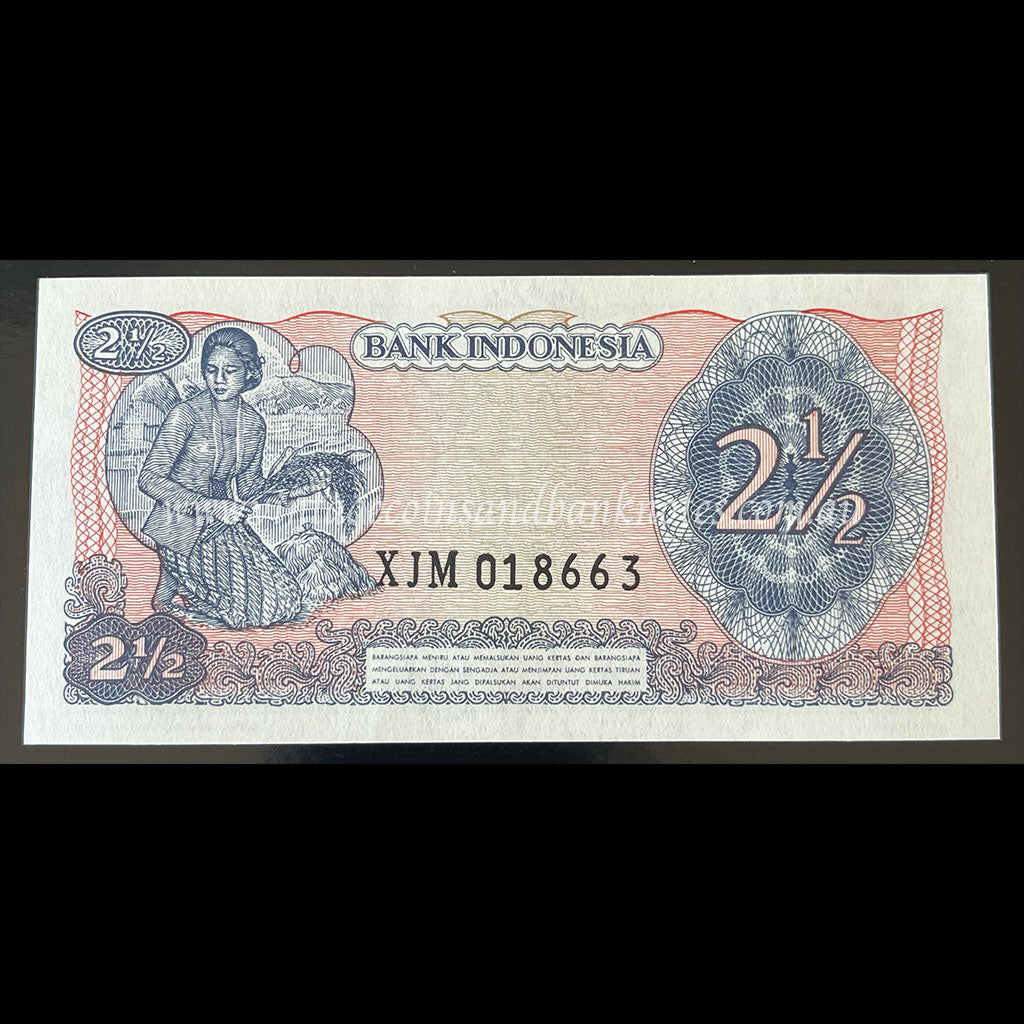 2½
BANK INDONESIA
2½
XJM 018663
2½
BARANGSIAPA MENIRU ATAU MEMALSUKAN UANG KERTAS DAN BARANGSIAPA
MENGELUARKAN DENGAN SENGADJA ATAU MENJIMPAN UANG KERTAS TIRUAN
ATAU UANG KERTAS JANG DIPALSUKAN AKAN DITUNTUT DIMUKA HAKIM